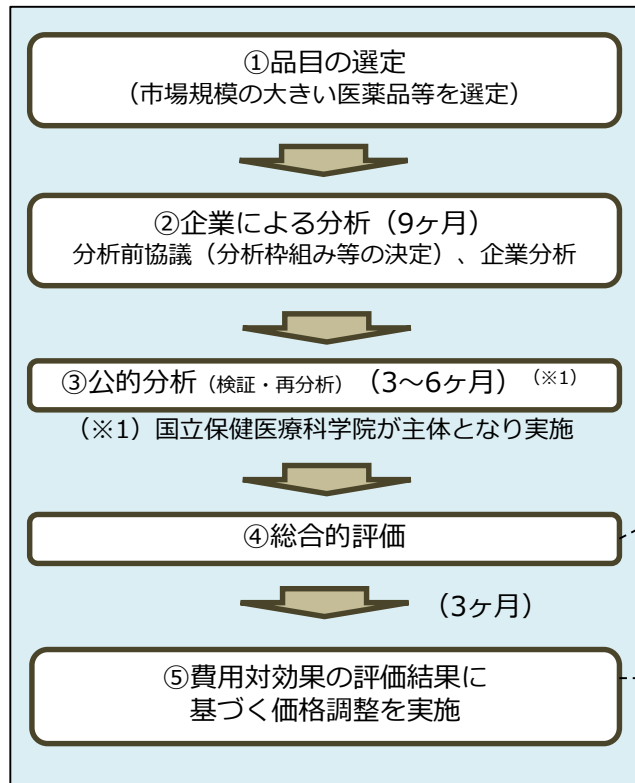 ①品目の選定
（市場規模の大きい医薬品等を選定）
②企業による分析（9ヶ月）
分析前協議（分析枠組み等の決定）、企業分析
③公的分析（検証・再分析）（3～6ヶ月）（※1）
（※1）国立保健医療科学院が主体となり実施
④総合的評価
（3ヶ月）
⑤費用対効果の評価結果に
基づく価格調整を実施